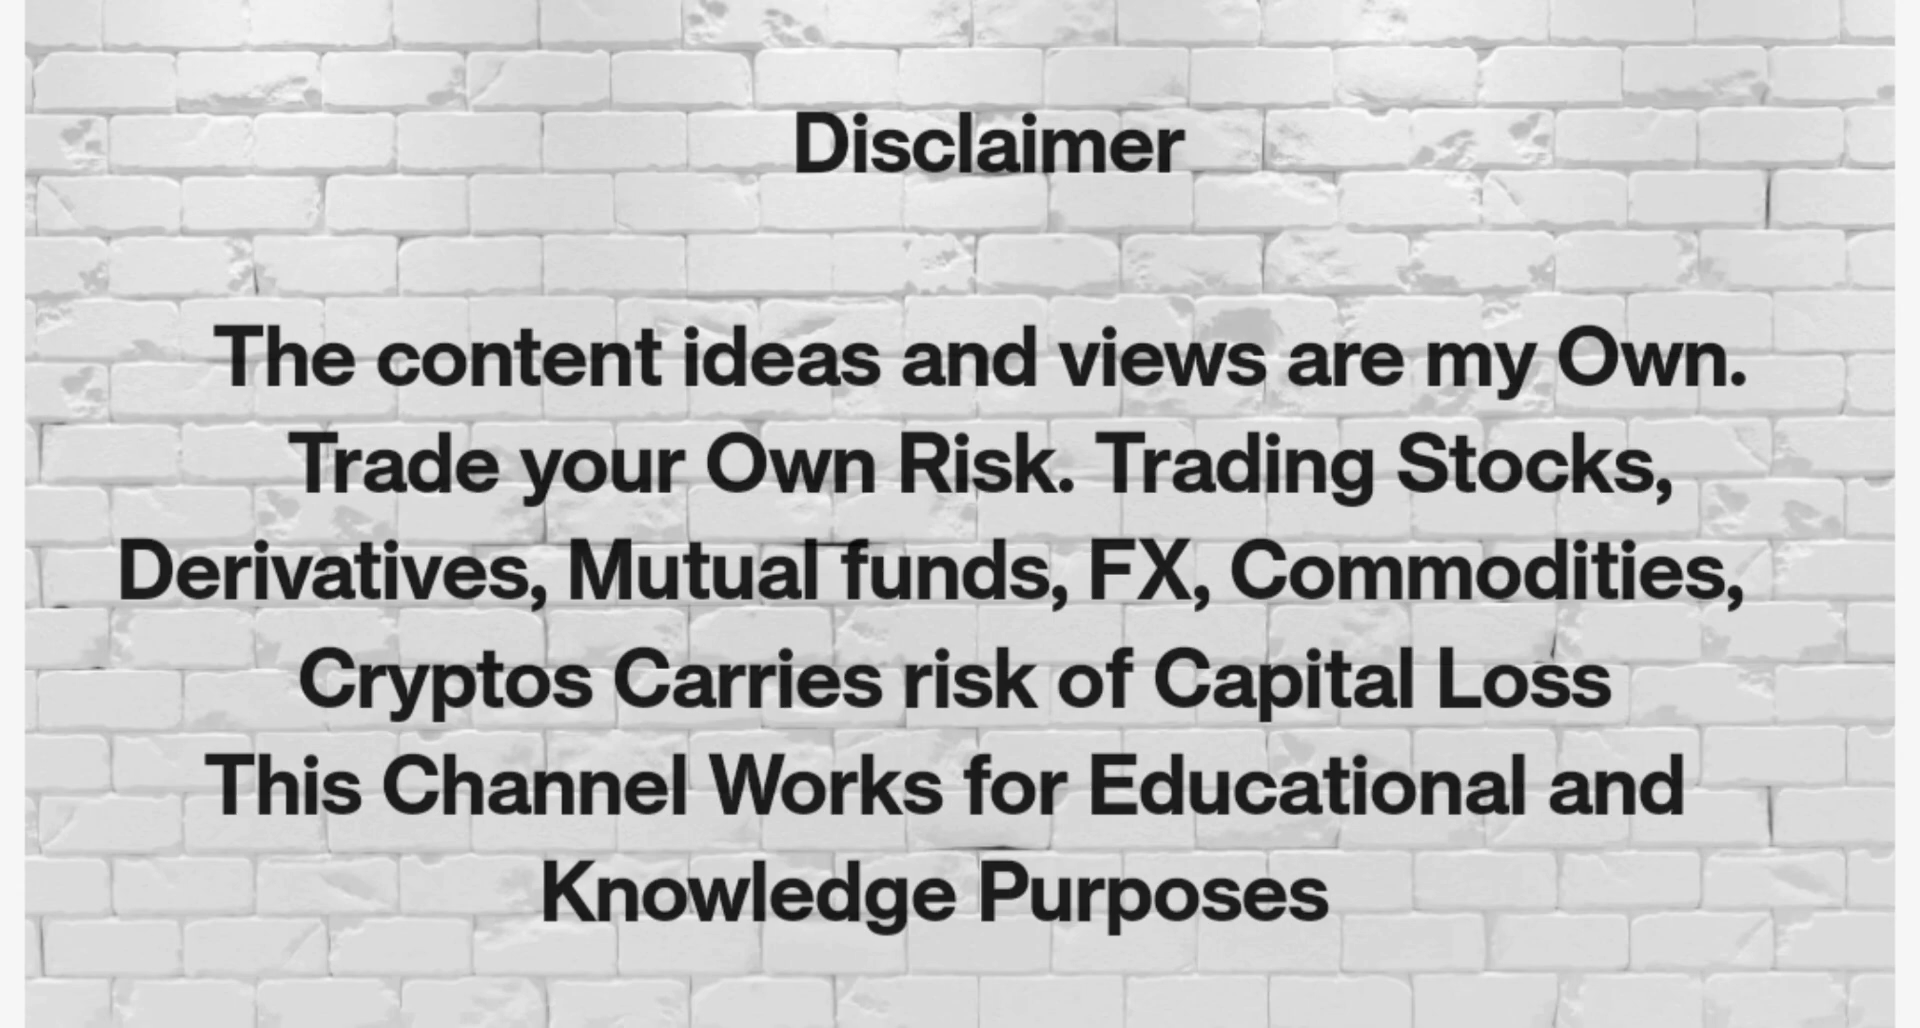 Disclaimer
The content ideas and views are my Own.
Trade your Own Risk. Trading Stocks,
Derivatives, Mutual funds, FX, Commodities,
Cryptos Carries risk of Capital Loss
This Channel Works for Educational and
Knowledge Purposes